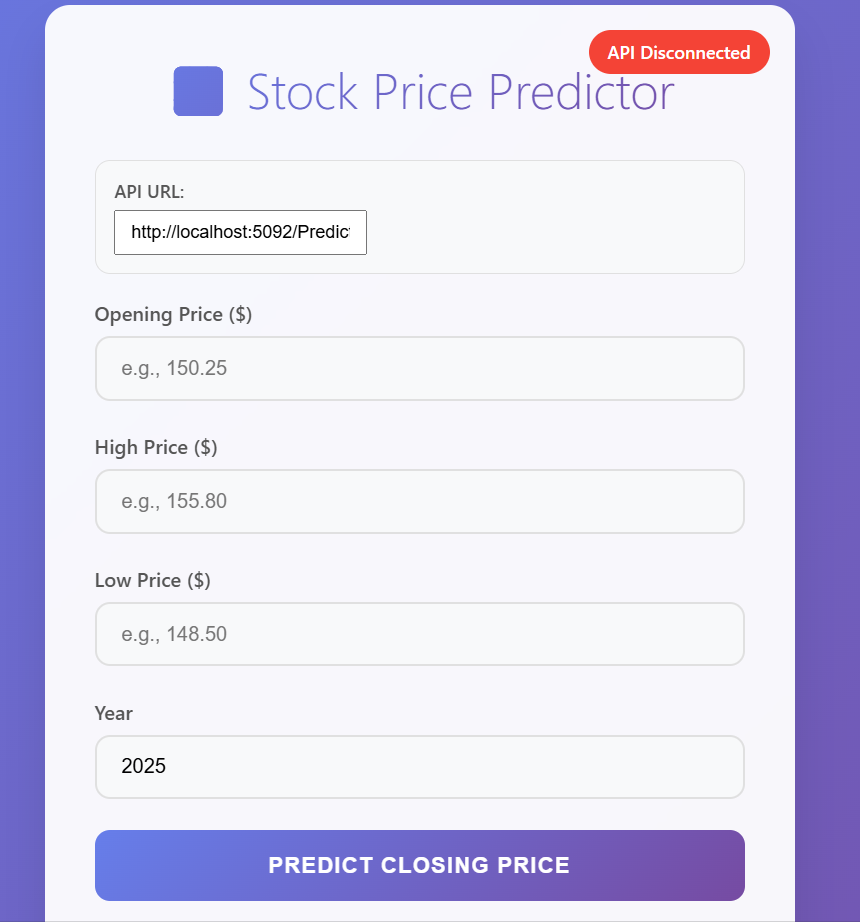 API Disconnected
Stock Price Predictor
API URL:
http://localhost:5092/Predic
Opening Price ($)
e.g., 150.25
High Price ($)
e.g., 155.80
Low Price ($)
e.g., 148.50
Year
2025
PREDICT CLOSING PRICE